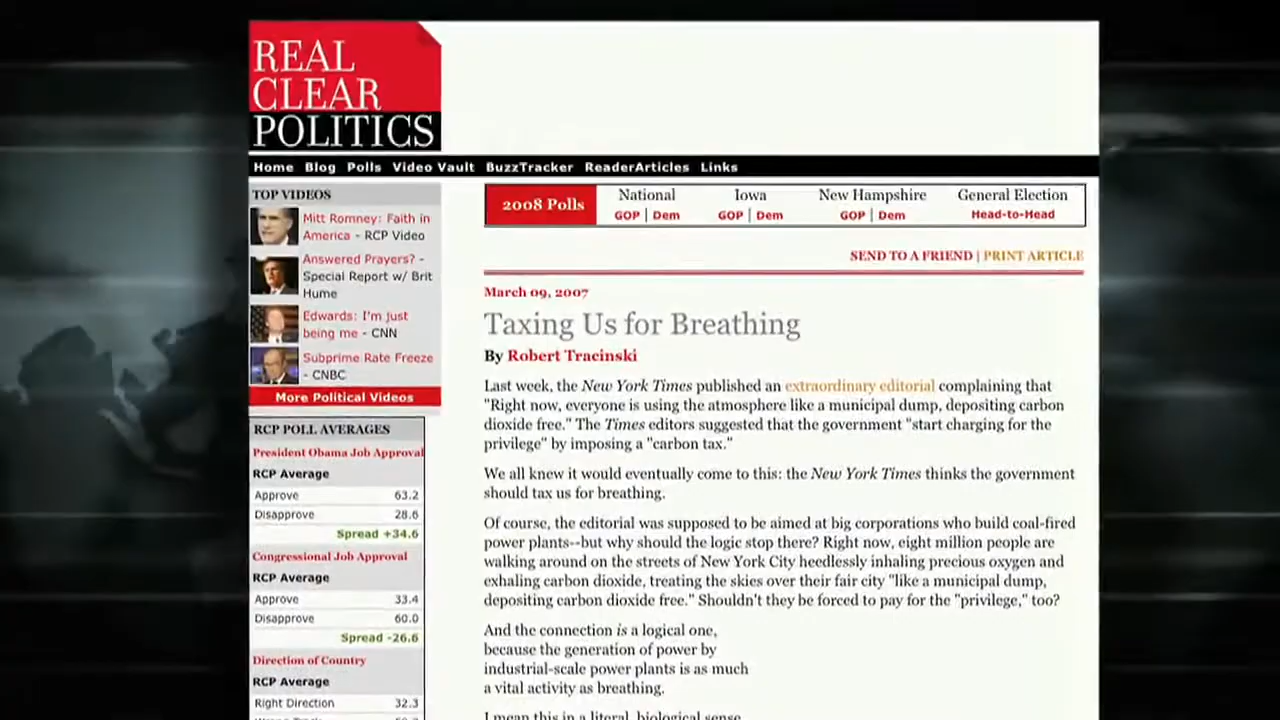 REAL
CLEAR
POLITICS
Home Blog Polls Video Vault BuzzTracker ReaderArticles Links
TOP VIDEOS
Mitt Romney: Faith in
America - RCP Video
Answered Prayers? -
Special Report w/ Brit
Hume
Edwards: I'm just
being me - CNN
Subprime Rate Freeze
- CNBC
More Political Videos
RCP POLL AVERAGES
President Obama Job Approval
RCP Average
Approve 63.2
Disapprove 28.6
Spread +34.6
Congressional Job Approval
RCP Average
Approve 33.4
Disapprove 60.0
Spread -26.6
Direction of Country
RCP Average
Right Direction 32.3
2008 Polls
National
GOP | Dem
Iowa
GOP | Dem
New Hampshire
GOP | Dem
General Election
Head-to-Head
SEND TO A FRIEND | PRINT ARTICLE
March 09, 2007
Taxing Us for Breathing
By Robert Tracinski
Last week, the New York Times published an extraordinary editorial complaining that
"Right now, everyone is using the atmosphere like a municipal dump, depositing carbon
dioxide free." The Times editors suggested that the government "start charging for the
privilege" by imposing a "carbon tax."
We all knew it would eventually come to this: the New York Times thinks the government
should tax us for breathing.
Of course, the editorial was supposed to be aimed at big corporations who build coal-fired
power plants--but why should the logic stop there? Right now, eight million people are
walking around on the streets of New York City heedlessly inhaling precious oxygen and
exhaling carbon dioxide, treating the skies over their fair city "like a municipal dump,
depositing carbon dioxide free." Shouldn't they be forced to pay for the "privilege," too?
And the connection is a logical one,
because the generation of power by
industrial-scale power plants is as much
a vital activity as breathing.
I mean this in a literal, biological sense